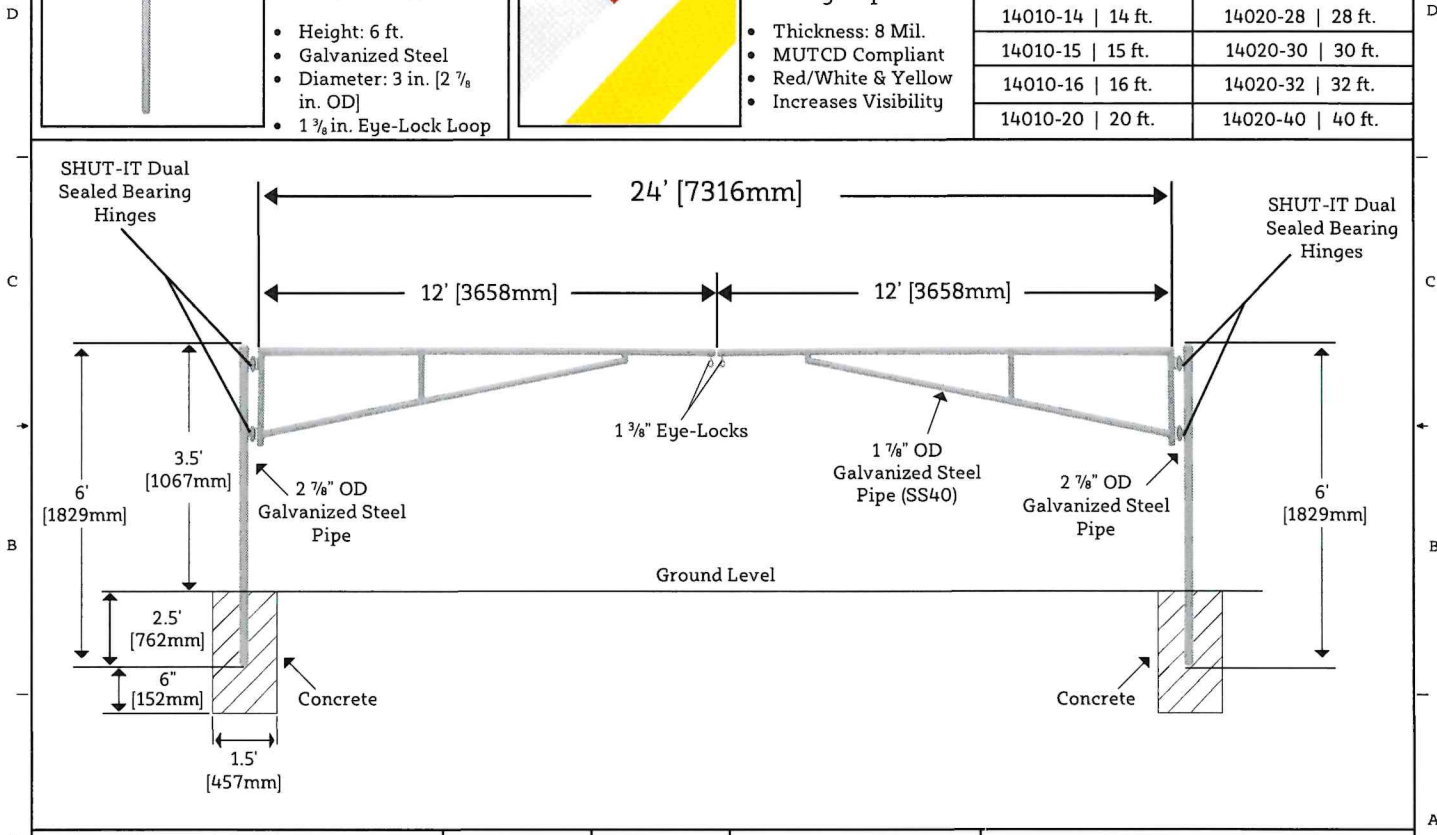 D
• Height: 6 ft.
• Galvanized Steel
• Diameter: 3 in. [2 ⅞
in. OD]
• 1 ⅜ in. Eye-Lock Loop
• Thickness: 8 Mil.
• MUTCD Compliant
• Red/White & Yellow
• Increases Visibility
14010-14 | 14 ft.
14020-28 | 28 ft.
14010-15 | 15 ft.
14020-30 | 30 ft.
14010-16 | 16 ft.
14020-32 | 32 ft.
14010-20 | 20 ft.
14020-40 | 40 ft.
D
SHUT-IT Dual
Sealed Bearing
Hinges
24' [7316mm]
SHUT-IT Dual
Sealed Bearing
Hinges
C
12' [3658mm]
12' [3658mm]
C
1 ⅜" Eye-Locks
3.5'
[1067mm]
6'
[1829mm]
2 ⅞" OD
Galvanized Steel
Pipe
1 ⅞" OD
Galvanized Steel
Pipe (SS40)
2 ⅞" OD
Galvanized Steel
Pipe
6'
[1829mm]
B
B
Ground Level
2.5'
[762mm]
6"
[152mm]
Concrete
Concrete
1.5'
[457mm]
A